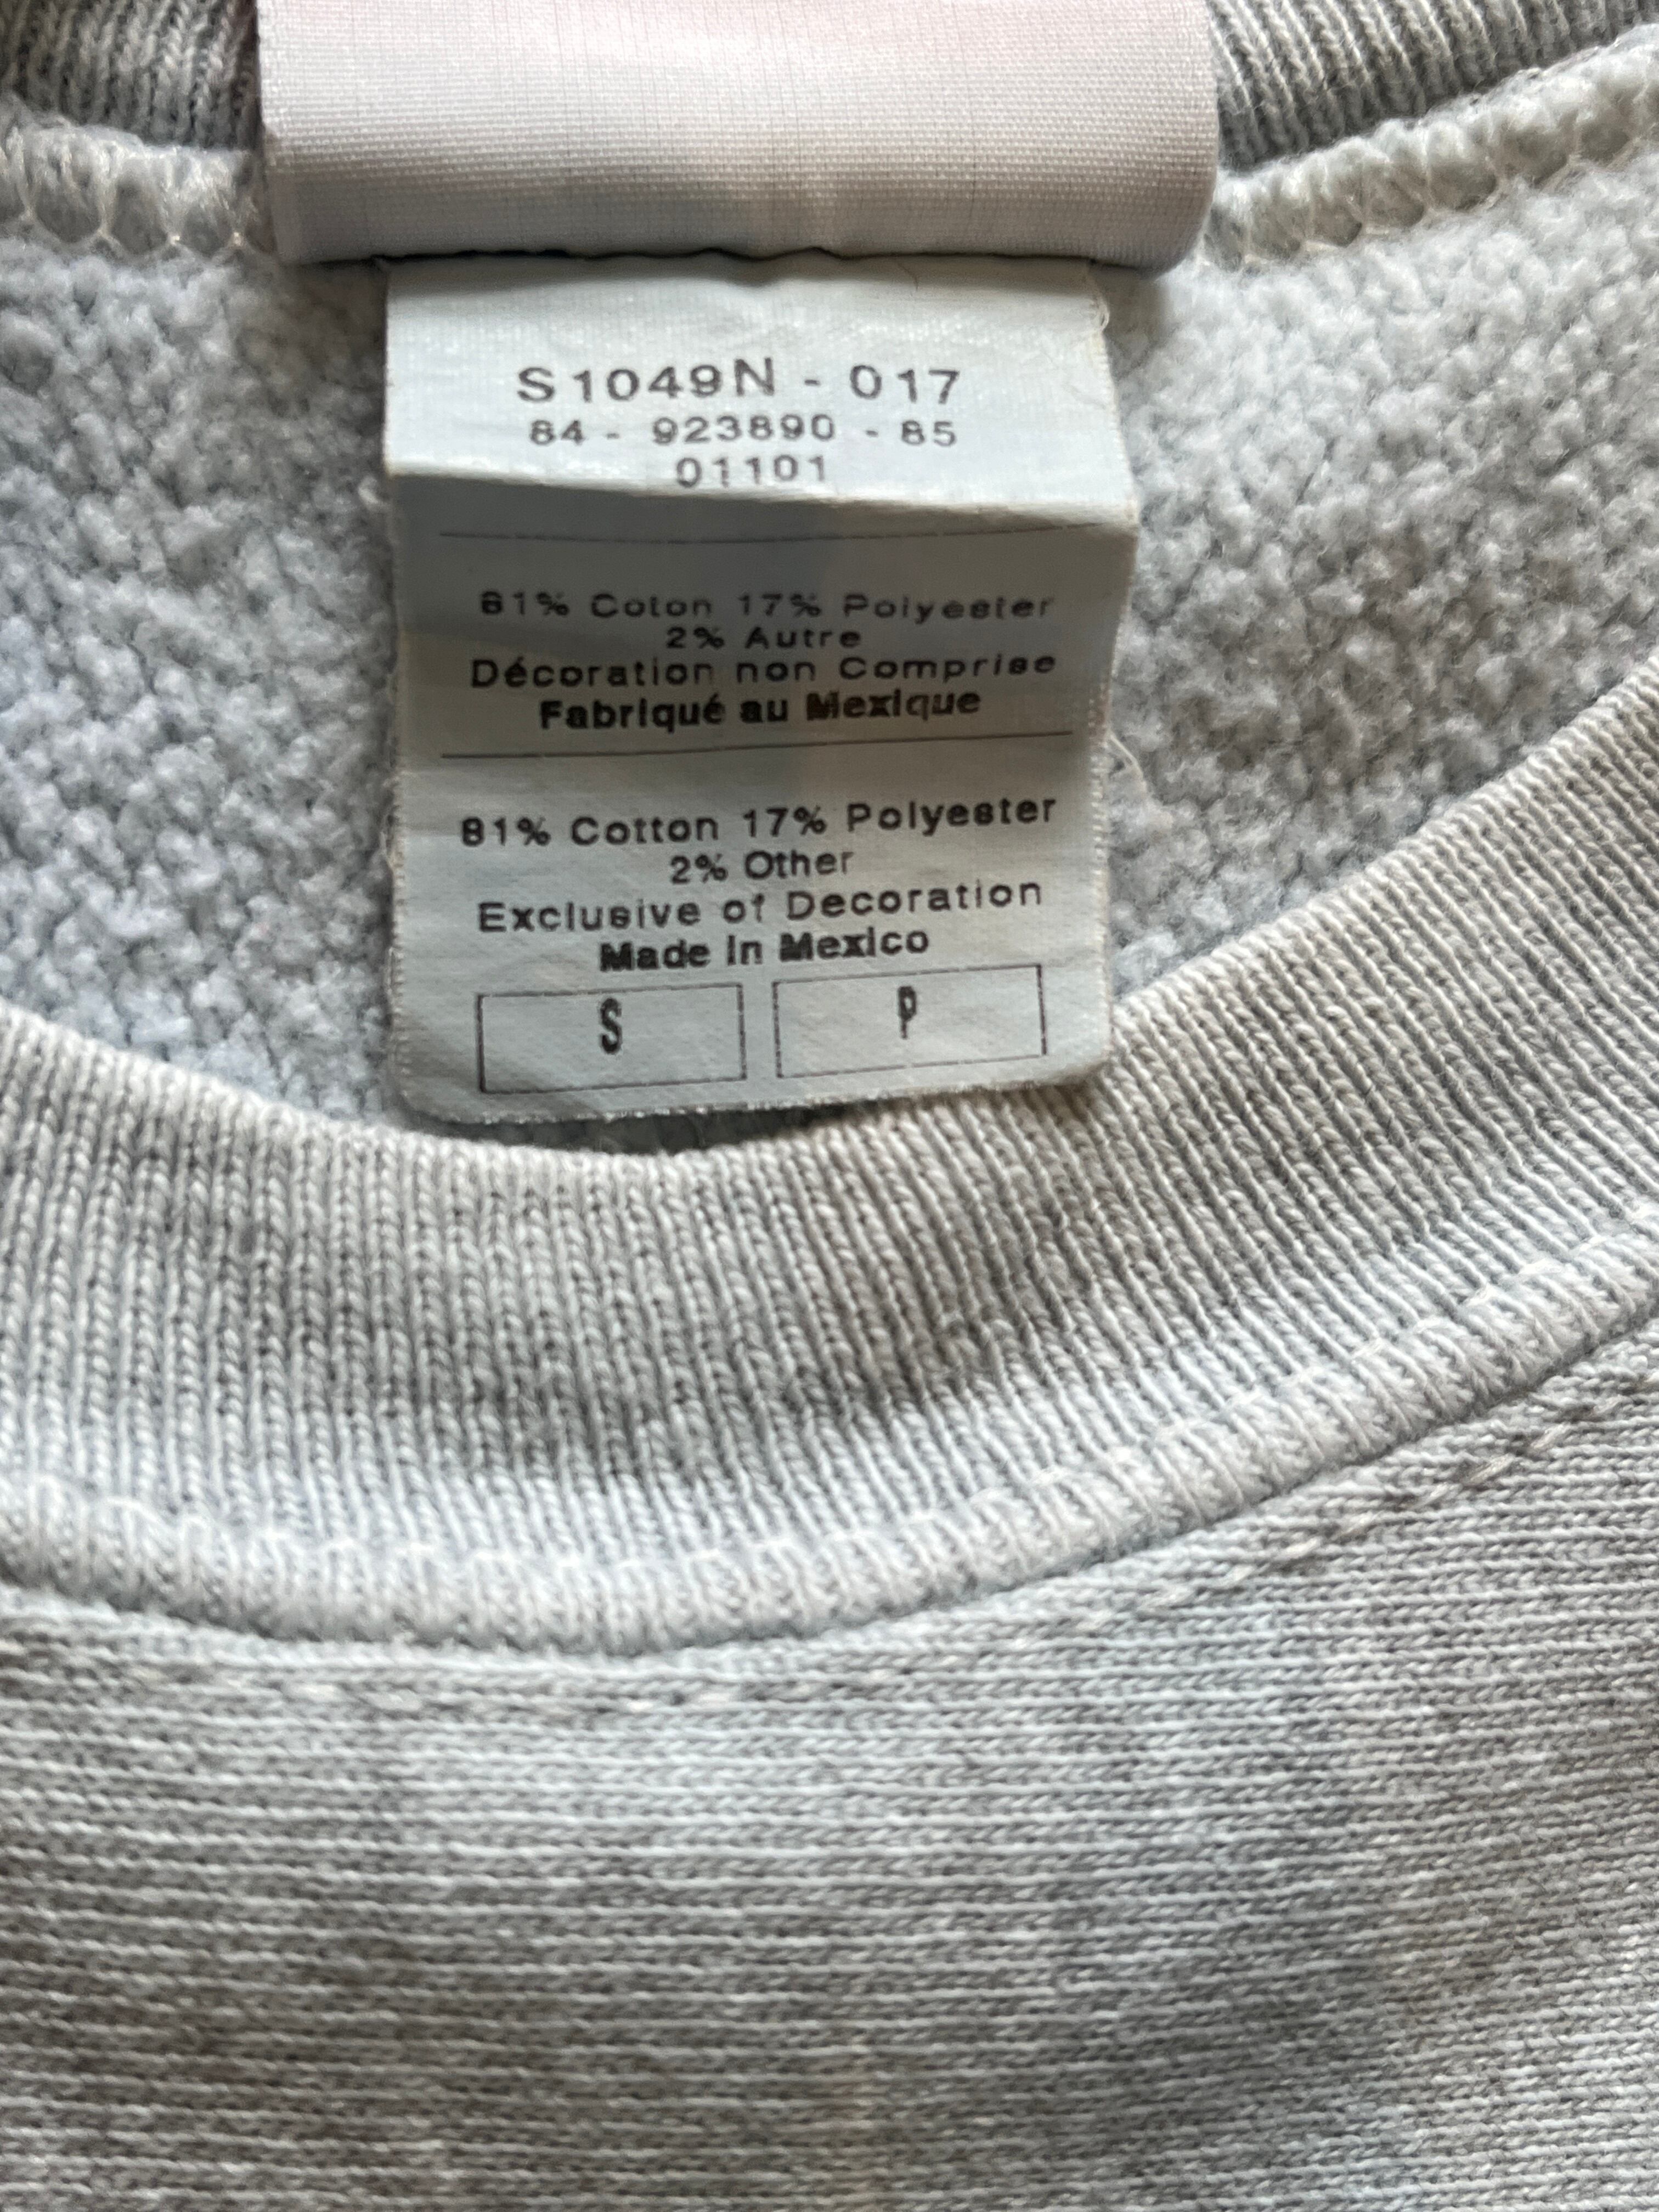 S1049N - 017
84 - 923890 - 85
01101
81% Coton 17% Polyester
2% Autre
Décoration non Comprise
Fabriqué au Mexique
81% Cotton 17% Polyester
2% Other
Exclusive of Decoration
Made in Mexico
S P